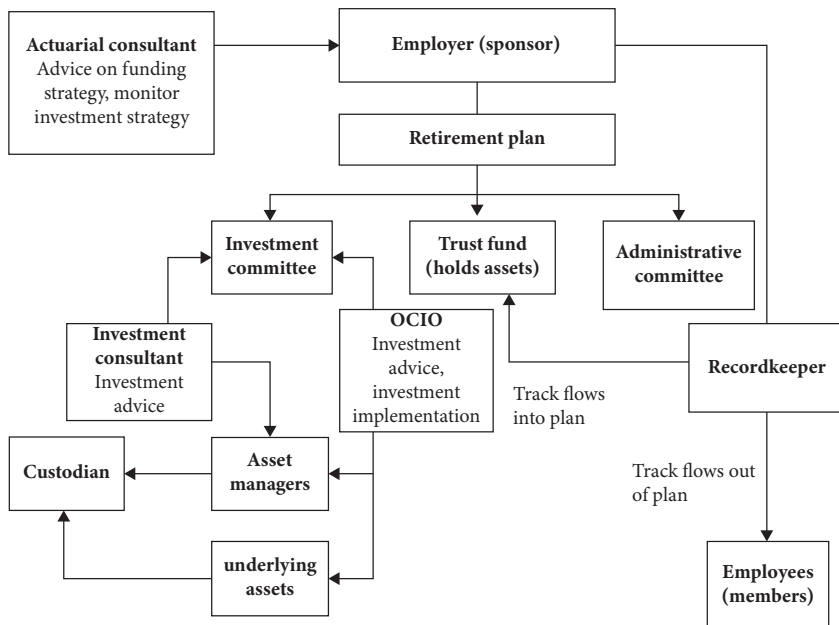 Actuarial consultant
Advice on funding
strategy, monitor
investment strategy
Employer (sponsor)
Retirement plan
Investment
committee
Trust fund
(holds assets)
Administrative
committee
Investment
consultant
Investment
advice
OCIO
Investment
advice,
investment
implementation
Track flows
into plan
Recordkeeper
Custodian
Asset
managers
Track flows out
of plan
underlying
assets
Employees
(members)